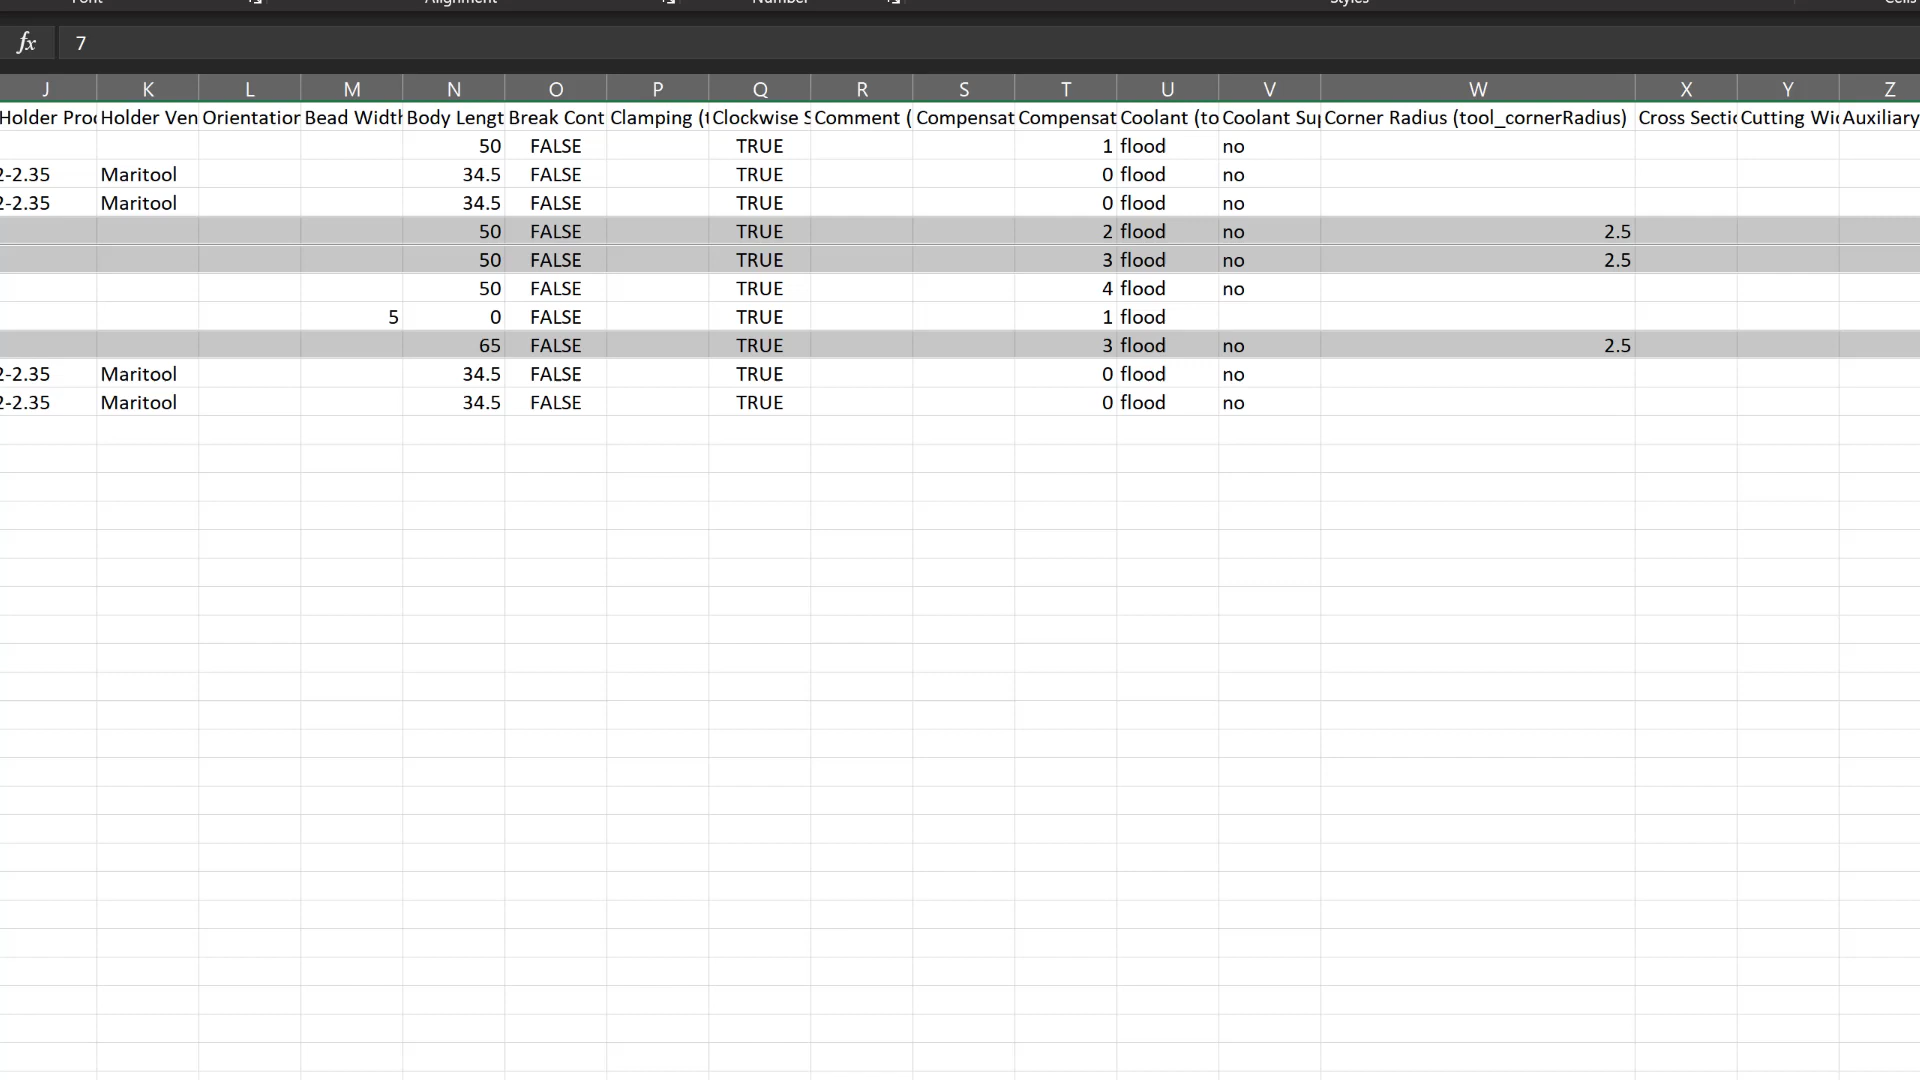 Font Alignment Number Styles Cells
fx 7
J K L M N O P Q R S T U V W X Y Z
Holder Holder Ven Orientation Bead Width Body Lengt Break Cont Clamping ( Clockwise Comment ( Compensat Compensat Coolant (to Coolant Corner Radius (tool_cornerRadius) Cross Cutting Auxiliary
50 FALSE TRUE 1 flood no
2-2.35 Maritool 34.5 FALSE TRUE 0 flood no
2-2.35 Maritool 34.5 FALSE TRUE 0 flood no
50 FALSE TRUE 2 flood no 2.5
50 FALSE TRUE 3 flood no 2.5
50 FALSE TRUE 4 flood no
5 0 FALSE TRUE 1 flood
65 FALSE TRUE 3 flood no 2.5
2-2.35 Maritool 34.5 FALSE TRUE 0 flood no
2-2.35 Maritool 34.5 FALSE TRUE 0 flood no